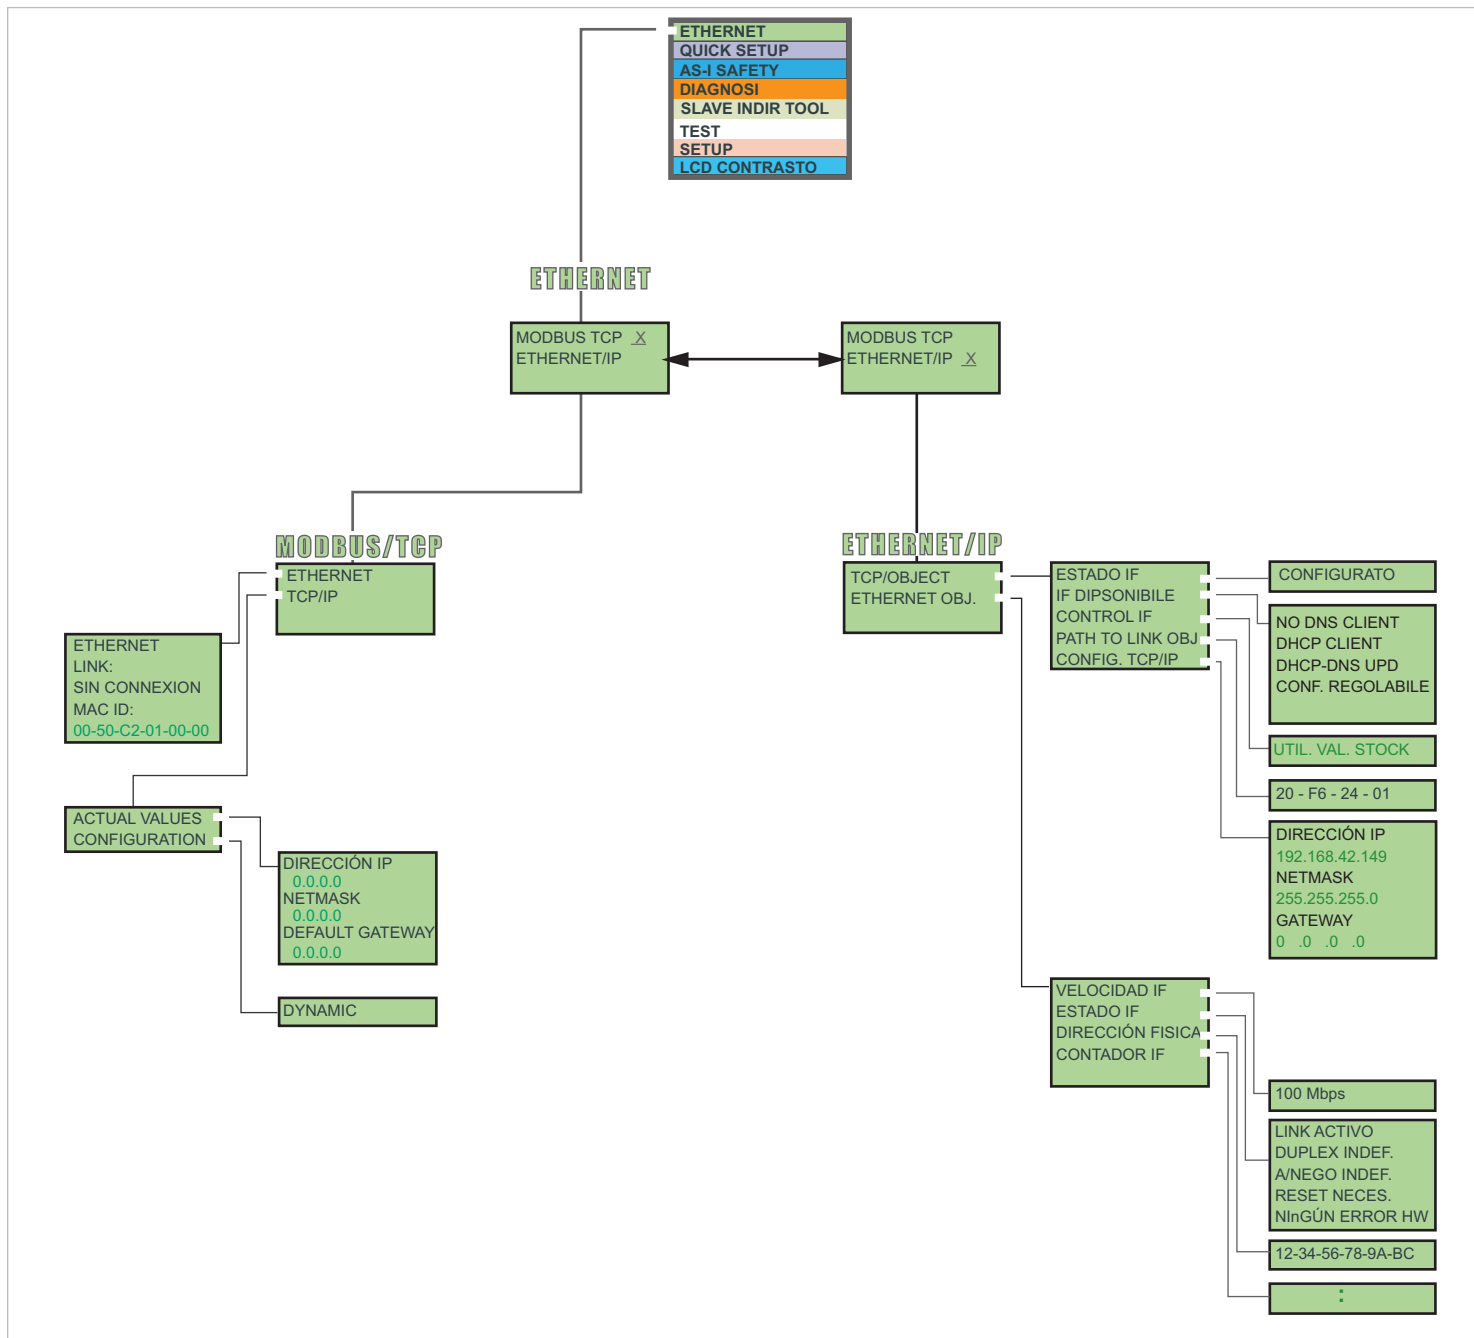 ETHERNET
QUICK SETUP
AS-I SAFETY
DIAGNOSI
SLAVE INDIR TOOL
TEST
SETUP
LCD CONTRASTO
ETHERNET
MODBUS TCP X
ETHERNET/IP
MODBUS TCP
ETHERNET/IP X
MODBUS/TCP
ETHERNET
TCP/IP
ETHERNET
LINK:
SIN CONNEXION
MAC ID:
00-50-C2-01-00-00
ACTUAL VALUES
CONFIGURATION
DIRECCIÓN IP
0.0.0.0
NETMASK
0.0.0.0
DEFAULT GATEWAY
0.0.0.0
DYNAMIC
ETHERNET/IP
TCP/OBJECT
ETHERNET OBJ.
ESTADO IF
IF DIPSONIBILE
CONTROL IF
PATH TO LINK OBJ
CONFIG. TCP/IP
CONFIGURATO
NO DNS CLIENT
DHCP CLIENT
DHCP-DNS UPD
CONF. REGOLABILE
UTIL. VAL. STOCK
20 - F6 - 24 - 01
DIRECCIÓN IP
192.168.42.149
NETMASK
255.255.255.0
GATEWAY
0 .0 .0 .0
VELOCIDAD IF
ESTADO IF
DIRECCIÓN FISICA
CONTADOR IF
100 Mbps
LINK ACTIVO
DUPLEX INDEF.
A/NEGO INDEF.
RESET NECES.
NInGÚN ERROR HW
12-34-56-78-9A-BC
: